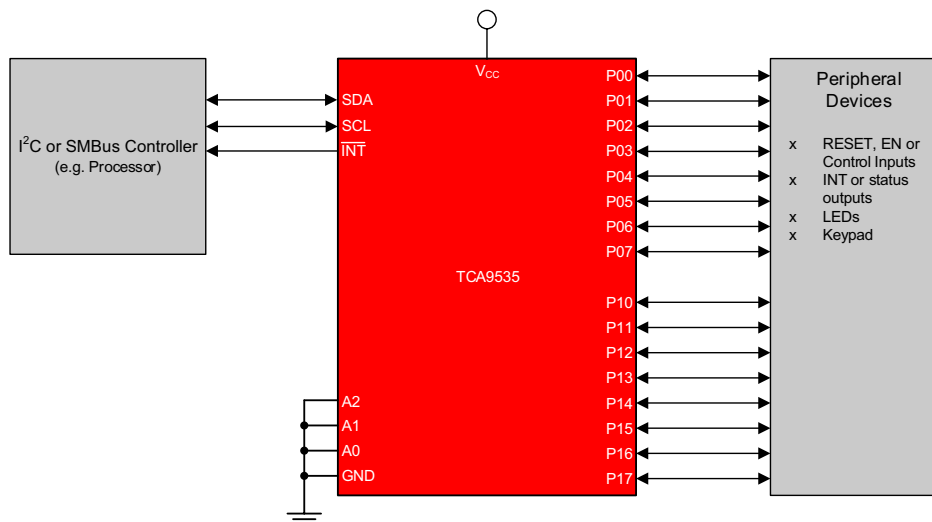 V_CC
I²C or SMBus Controller
(e.g. Processor)
SDA
SCL
INT
TCA9535
A2
A1
A0
GND
P00
P01
P02
P03
P04
P05
P06
P07
P10
P11
P12
P13
P14
P15
P16
P17
Peripheral
Devices
x RESET, EN or
Control Inputs
x INT or status
outputs
x LEDs
x Keypad